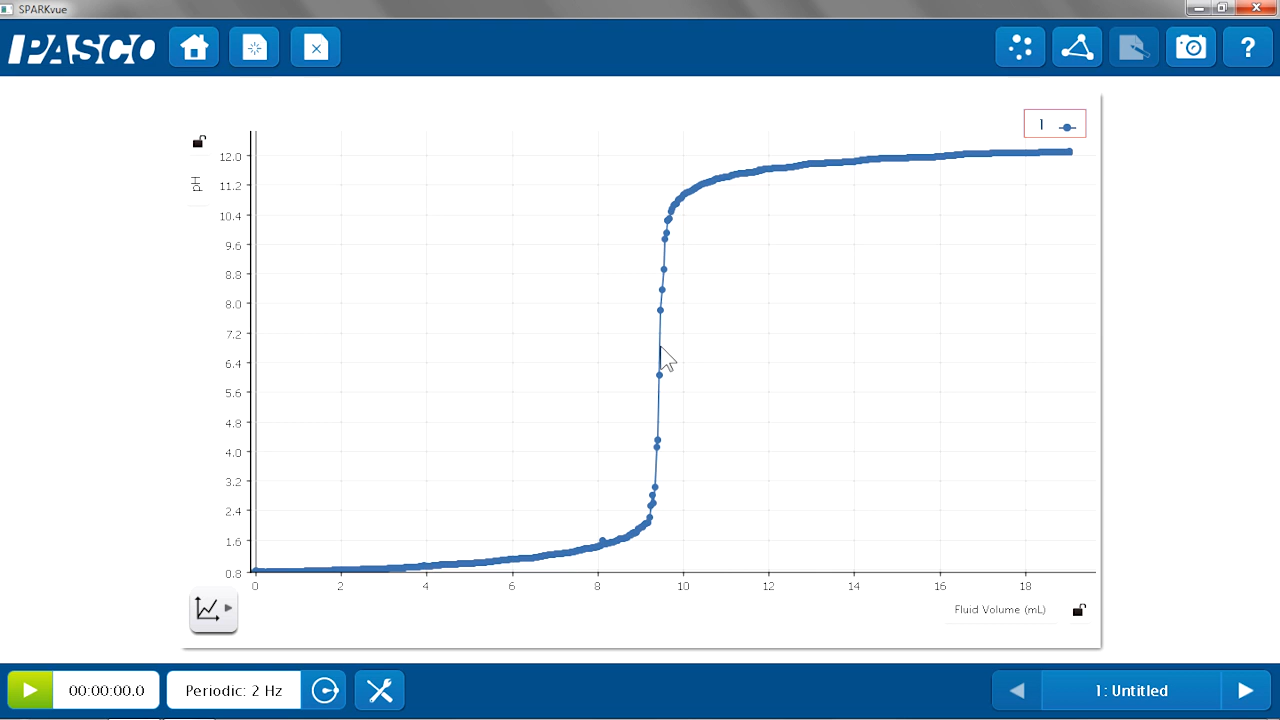 SPARKvue
PASCO
?
1
pH
12.0
11.2
10.4
9.6
8.8
8.0
7.2
6.4
5.6
4.8
4.0
3.2
2.4
1.6
0.8
0 2 4 6 8 10 12 14 16 18
Fluid Volume (mL)
00:00:00.0 Periodic: 2 Hz 1: Untitled